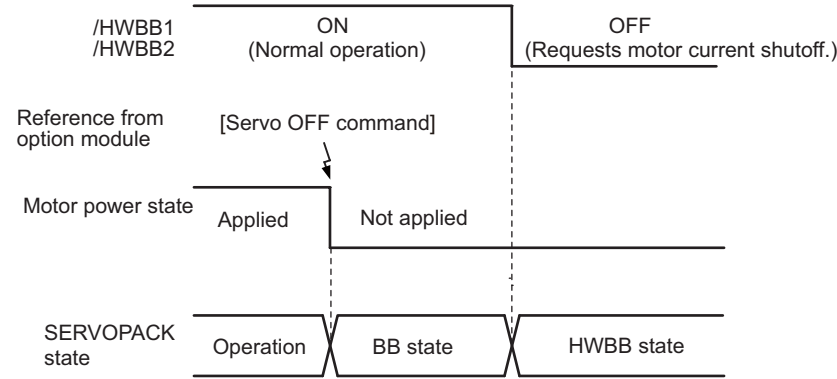 /HWBB1
/HWBB2
ON
(Normal operation)
OFF
(Requests motor current shutoff.)
Reference from
option module
[Servo OFF command]
Motor power state
Applied
Not applied
SERVOPACK
state
Operation
BB state
HWBB state